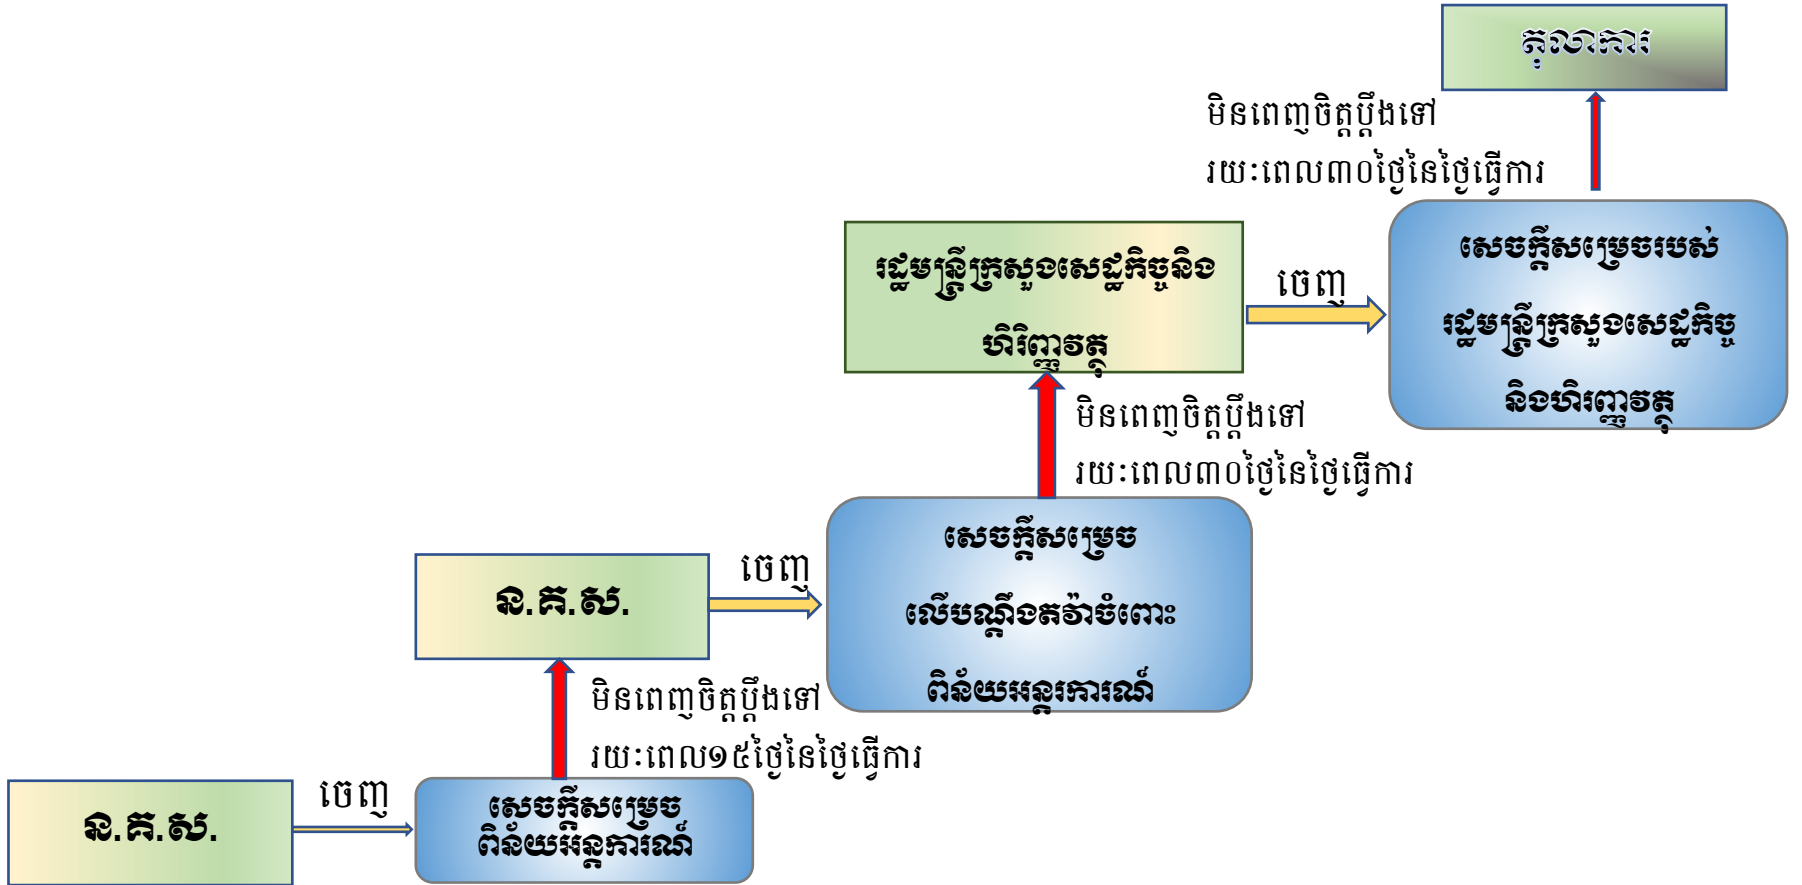 តុលាការ
មិនពេញចិត្តប្តឹងទៅ
រយៈពេល៣០ថ្ងៃនៃថ្ងៃធ្វើការ
រដ្ឋមន្ត្រីក្រសួងសេដ្ឋកិច្ចនិង
ហិរិញ្ញវត្ថុ
ចេញ
សេចក្តីសម្រេចរបស់
រដ្ឋមន្ត្រីក្រសួងសេដ្ឋកិច្ច
និងហិរញ្ញវត្ថុ
មិនពេញចិត្តប្តឹងទៅ
រយៈពេល៣០ថ្ងៃនៃថ្ងៃធ្វើការ
ន.គ.ស.
ចេញ
សេចក្តីសម្រេច
លើបណ្តឹងតវ៉ាចំពោះ
ពិន័យអន្តរការណ៍
មិនពេញចិត្តប្តឹងទៅ
រយៈពេល១៥ថ្ងៃនៃថ្ងៃធ្វើការ
ន.គ.ស.
ចេញ
សេចក្តីសម្រេច
ពិន័យអន្តការណ៍